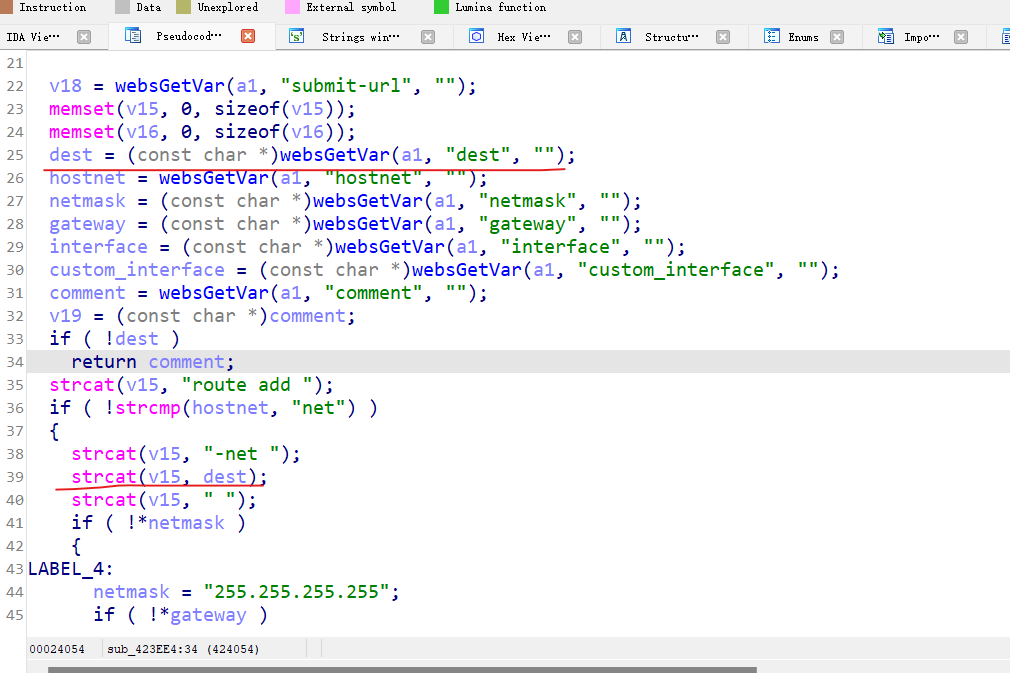 Instruction Data Unexplored External symbol Lumina function
IDA Vie··· Pseudocod··· Strings win··· Hex Vie··· Structu··· Enums Impo···
21
22 v18 = websGetVar(a1, "submit-url", "");
23 memset(v15, 0, sizeof(v15));
24 memset(v16, 0, sizeof(v16));
25 dest = (const char *)websGetVar(a1, "dest", "");
26 hostnet = websGetVar(a1, "hostnet", "");
27 netmask = (const char *)websGetVar(a1, "netmask", "");
28 gateway = (const char *)websGetVar(a1, "gateway", "");
29 interface = (const char *)websGetVar(a1, "interface", "");
30 custom_interface = (const char *)websGetVar(a1, "custom_interface", "");
31 comment = websGetVar(a1, "comment", "");
32 v19 = (const char *)comment;
33 if ( !dest )
34 return comment;
35 strcat(v15, "route add ");
36 if ( !strcmp(hostnet, "net") )
37 {
38 strcat(v15, "-net ");
39 strcat(v15, dest);
40 strcat(v15, " ");
41 if ( !*netmask )
42 {
43 LABEL_4:
44 netmask = "255.255.255.255";
45 if ( !*gateway )
00024054 sub_423EE4:34 (424054)